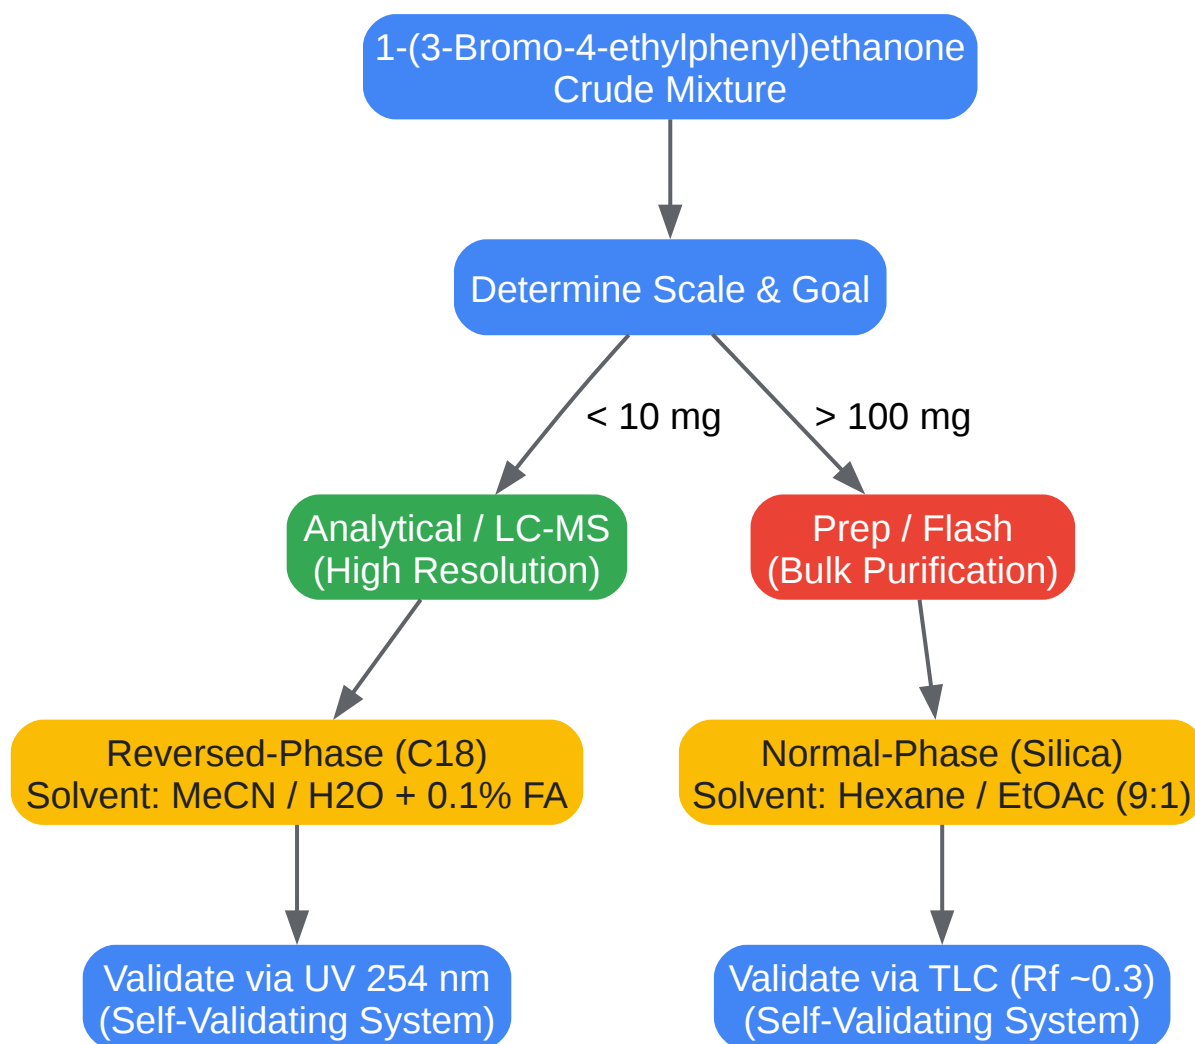 1-(3-Bromo-4-ethylphenyl)ethanone
Crude Mixture
Determine Scale & Goal
< 10 mg
> 100 mg
Analytical / LC-MS
(High Resolution)
Prep / Flash
(Bulk Purification)
Reversed-Phase (C18)
Solvent: MeCN / H2O + 0.1% FA
Normal-Phase (Silica)
Solvent: Hexane / EtOAc (9:1)
Validate via UV 254 nm
(Self-Validating System)
Validate via TLC (Rf ~0.3)
(Self-Validating System)